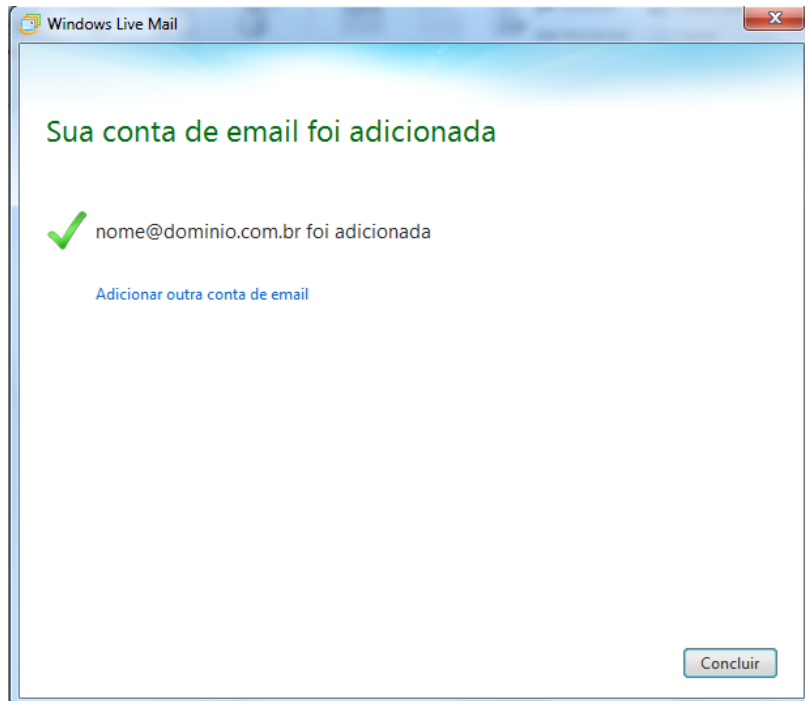 Windows Live Mail
Sua conta de email foi adicionada
nome@dominio.com.br foi adicionada
Adicionar outra conta de email
Concluir